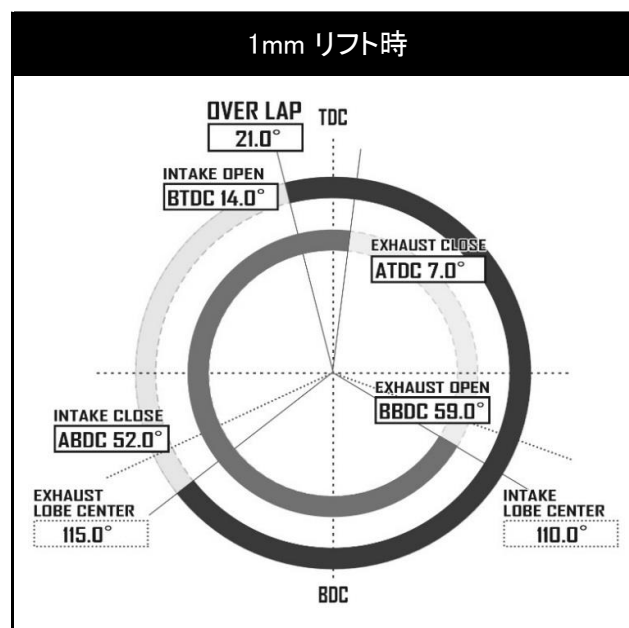 1mm リフト時
OVER LAP
21.0°
TDC
INTAKE OPEN
BTDC 14.0°
EXHAUST CLOSE
ATDC 7.0°
EXHAUST OPEN
BBDC 59.0°
INTAKE CLOSE
ABDC 52.0°
EXHAUST
LOBE CENTER
115.0°
INTAKE
LOBE CENTER
110.0°
BDC